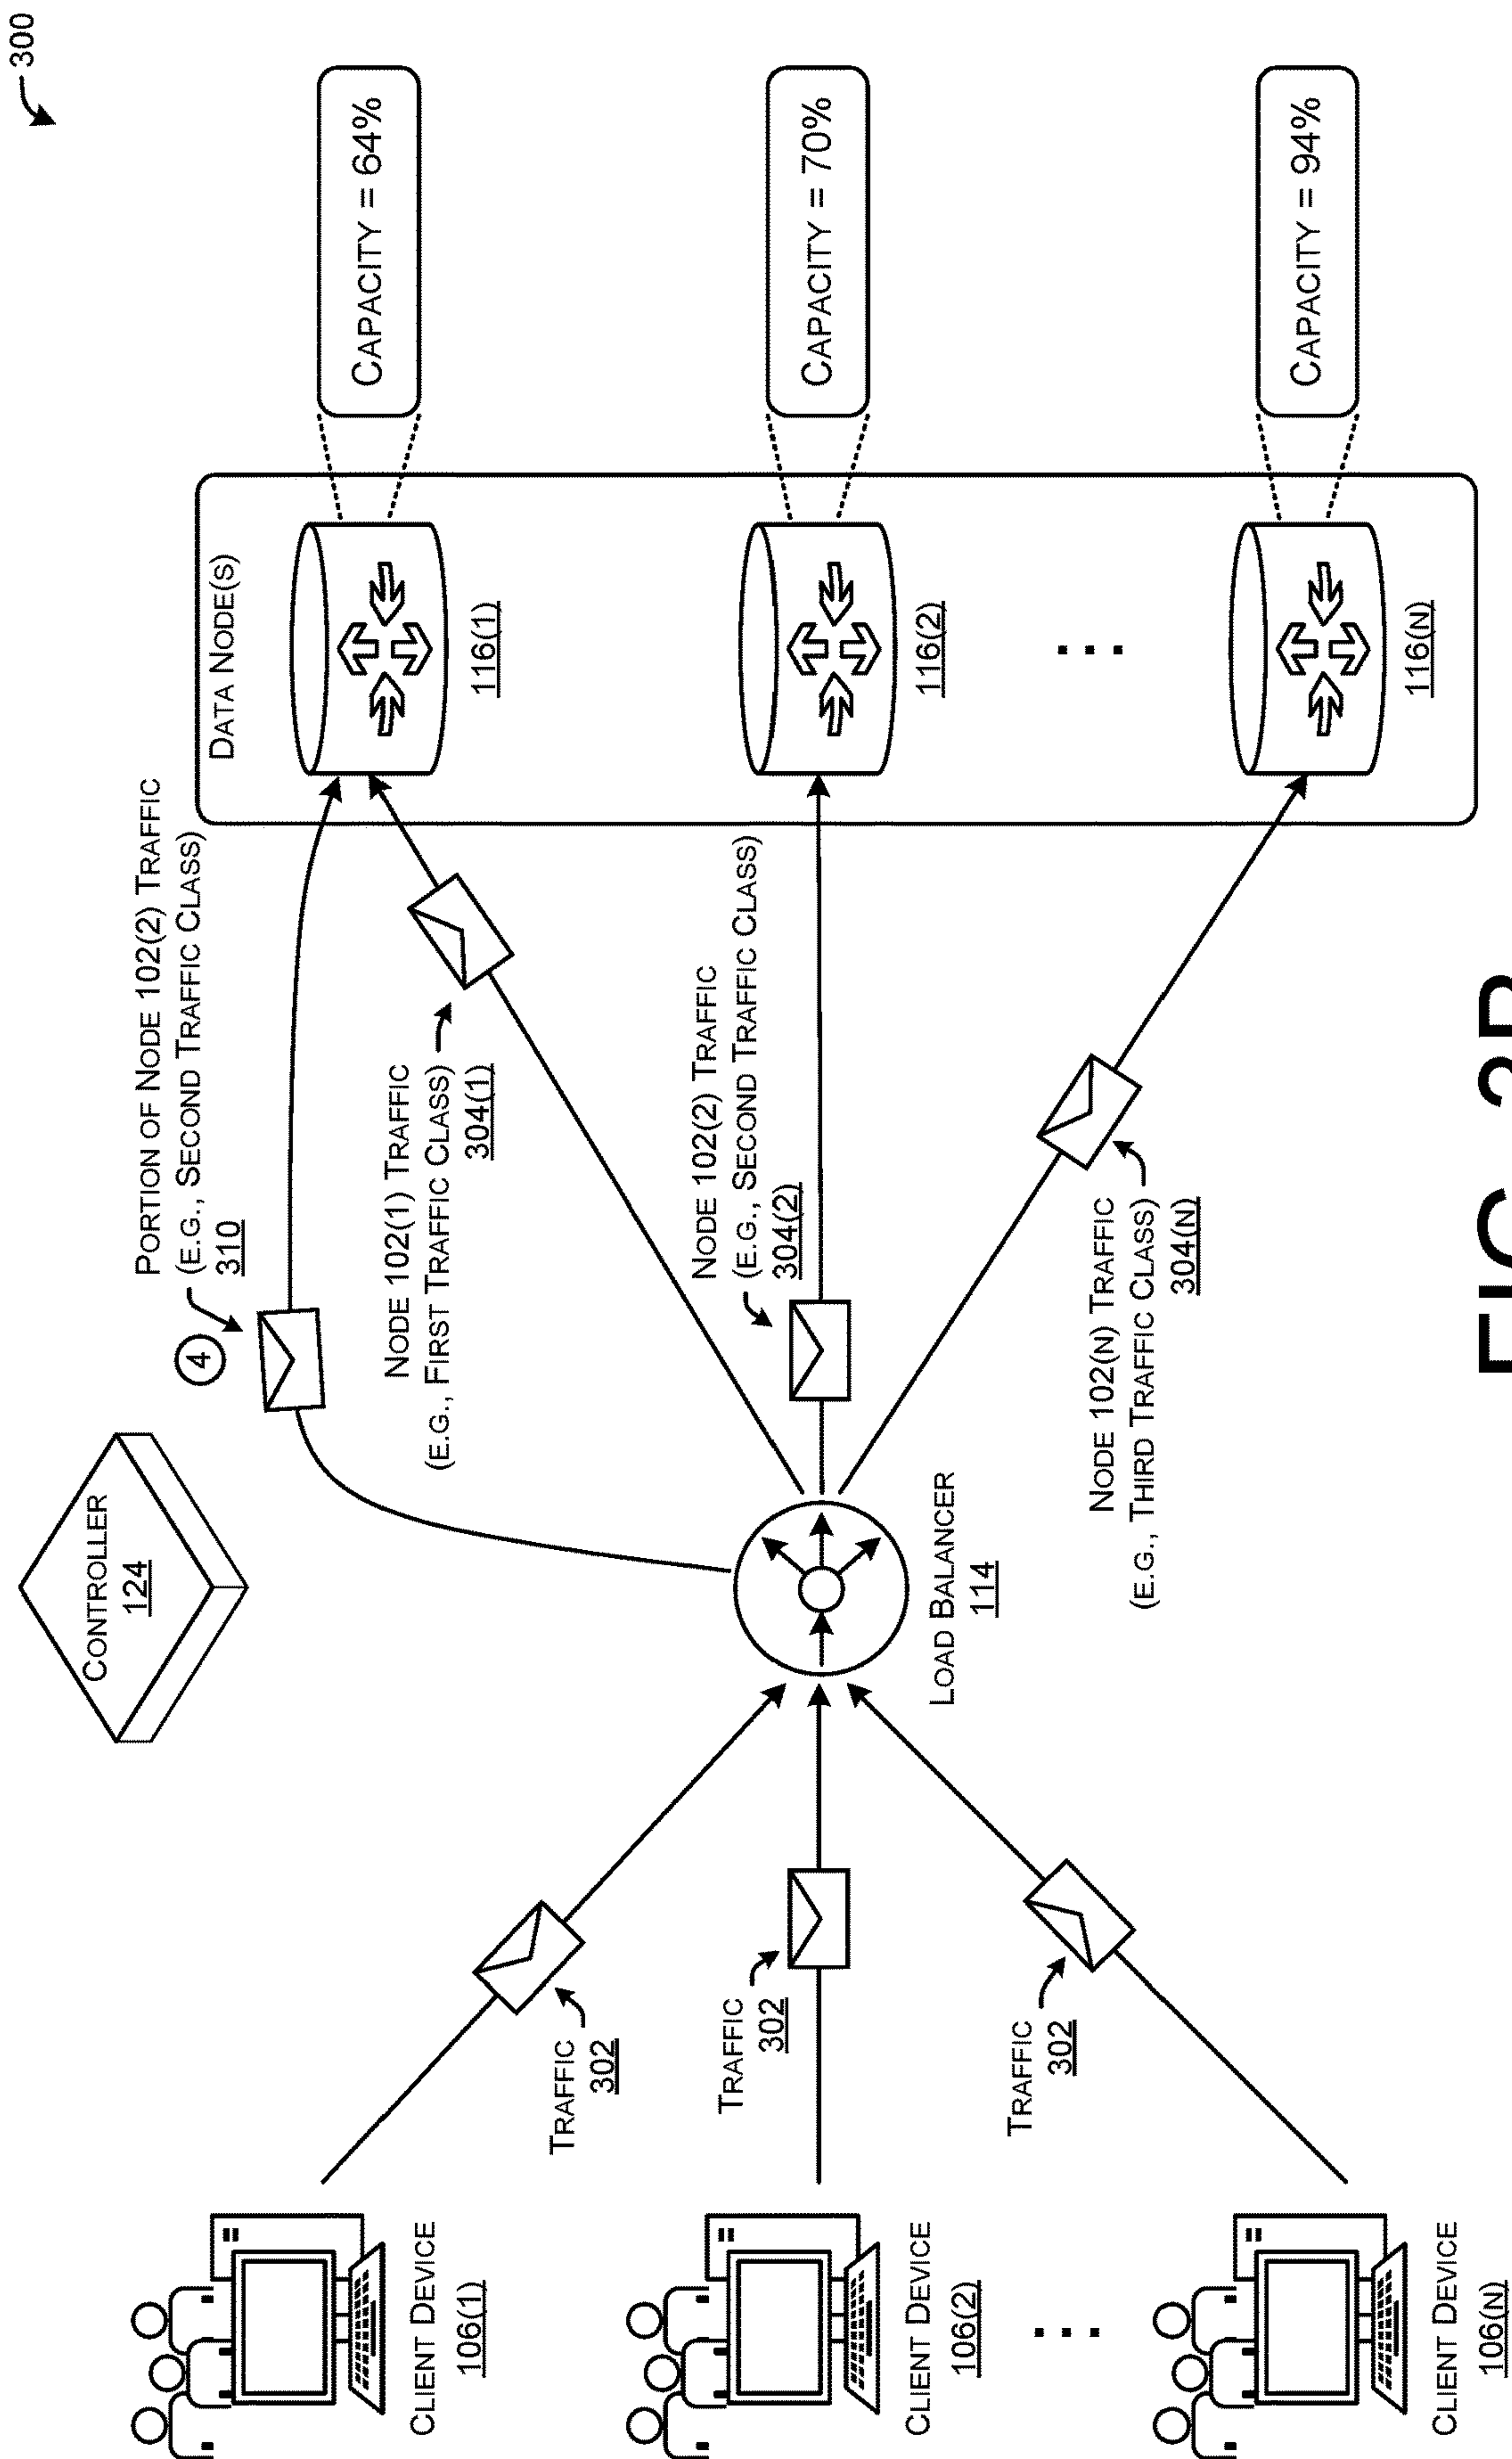 300
CONTROLLER
124
PORTION OF NODE 102(2) TRAFFIC
(E.G., SECOND TRAFFIC CLASS)
310
4
DATA NODE(S)
CAPACITY = 64%
116(1)
NODE 102(1) TRAFFIC
(E.G., FIRST TRAFFIC CLASS)
304(1)
CLIENT DEVICE
106(1)
TRAFFIC
302
NODE 102(2) TRAFFIC
(E.G., SECOND TRAFFIC CLASS)
304(2)
CAPACITY = 70%
116(2)
TRAFFIC
302
CLIENT DEVICE
106(2)
LOAD BALANCER
114
TRAFFIC
302
NODE 102(N) TRAFFIC
(E.G., THIRD TRAFFIC CLASS)
304(N)
CAPACITY = 94%
116(N)
CLIENT DEVICE
106(N)
FIG